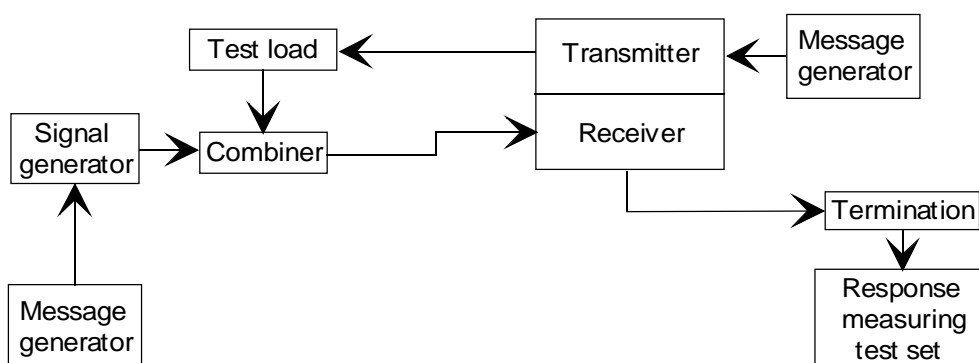 Test load
Transmitter
Message
generator
Signal
generator
Combiner
Receiver
Termination
Message
generator
Response
measuring
test set